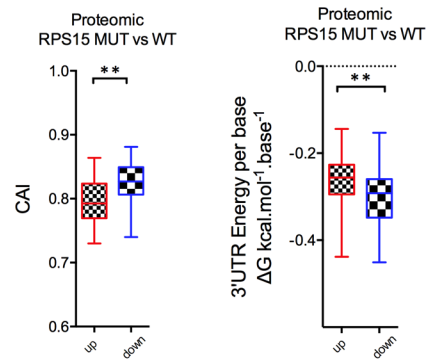 Proteomic
RPS15 MUT vs WT
**
1.0
0.9
0.8
0.7
0.6
CAI
up
down
Proteomic
RPS15 MUT vs WT
**
0.0
-0.2
-0.4
3'UTR Energy per base
ΔG kcal.mol⁻¹.base⁻¹
up
down